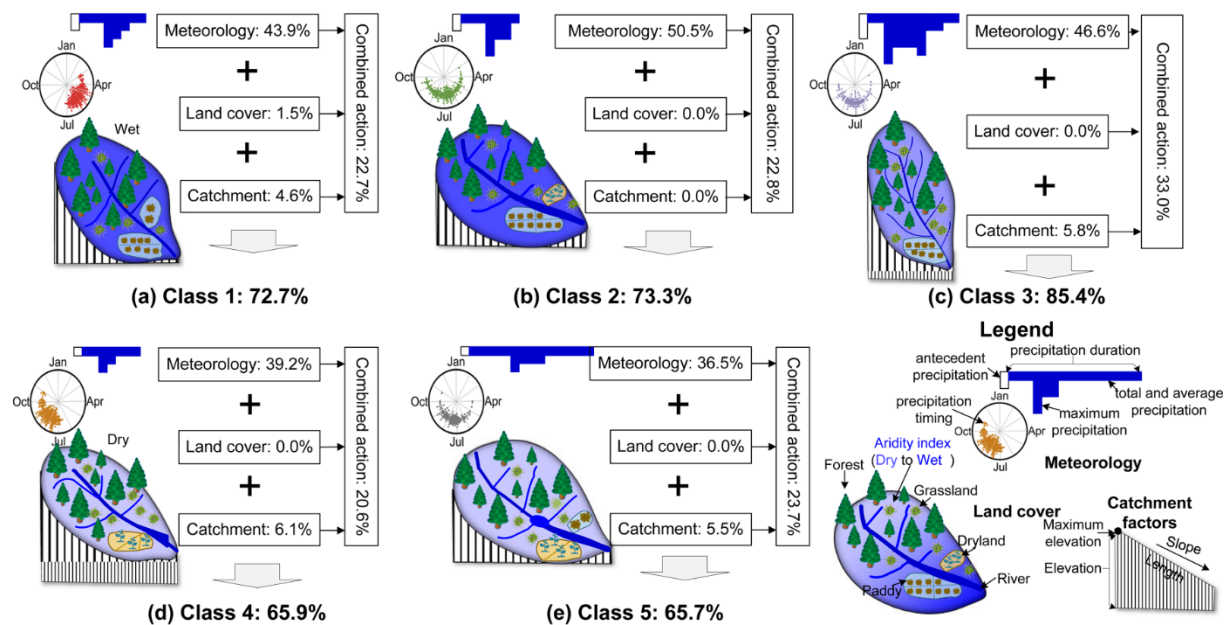 Jan
Apr
Jul
Oct
Wet
Meteorology: 43.9%
+
Land cover: 1.5%
+
Catchment: 4.6%
Combined action: 22.7%
(a) Class 1: 72.7%
Jan
Apr
Jul
Oct
Meteorology: 50.5%
+
Land cover: 0.0%
+
Catchment: 0.0%
Combined action: 22.8%
(b) Class 2: 73.3%
Jan
Apr
Jul
Oct
Meteorology: 46.6%
+
Land cover: 0.0%
+
Catchment: 5.8%
Combined action: 33.0%
(c) Class 3: 85.4%
Jan
Apr
Jul
Oct
Dry
Meteorology: 39.2%
+
Land cover: 0.0%
+
Catchment: 6.1%
Combined action: 20.6%
(d) Class 4: 65.9%
Jan
Apr
Jul
Oct
Meteorology: 36.5%
+
Land cover: 0.0%
+
Catchment: 5.5%
Combined action: 23.7%
(e) Class 5: 65.7%
Legend
antecedent
precipitation
precipitation duration
total and average
precipitation
maximum
precipitation
precipitation
timing
Jan
Apr
Jul
Oct
Meteorology
Aridity index
(Dry to Wet )
Forest
Grassland
Land cover
Dryland
Paddy
River
Catchment
factors
Maximum
elevation
Elevation
Slope
Length